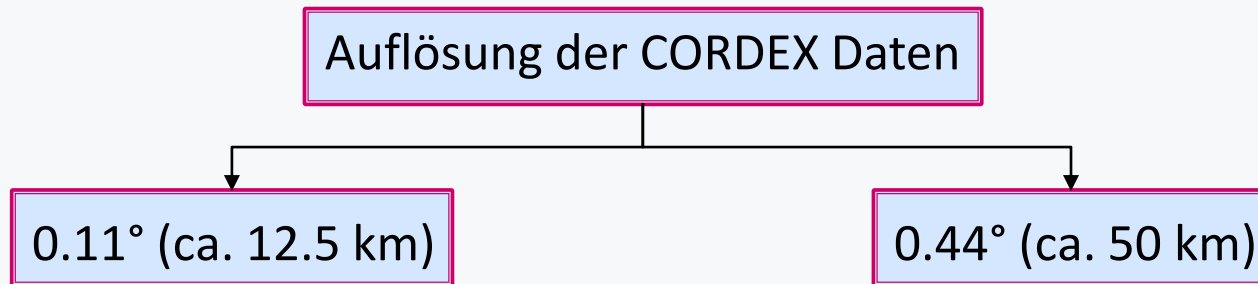 Auflösung der CORDEX Daten
0.11° (ca. 12.5 km)
0.44° (ca. 50 km)